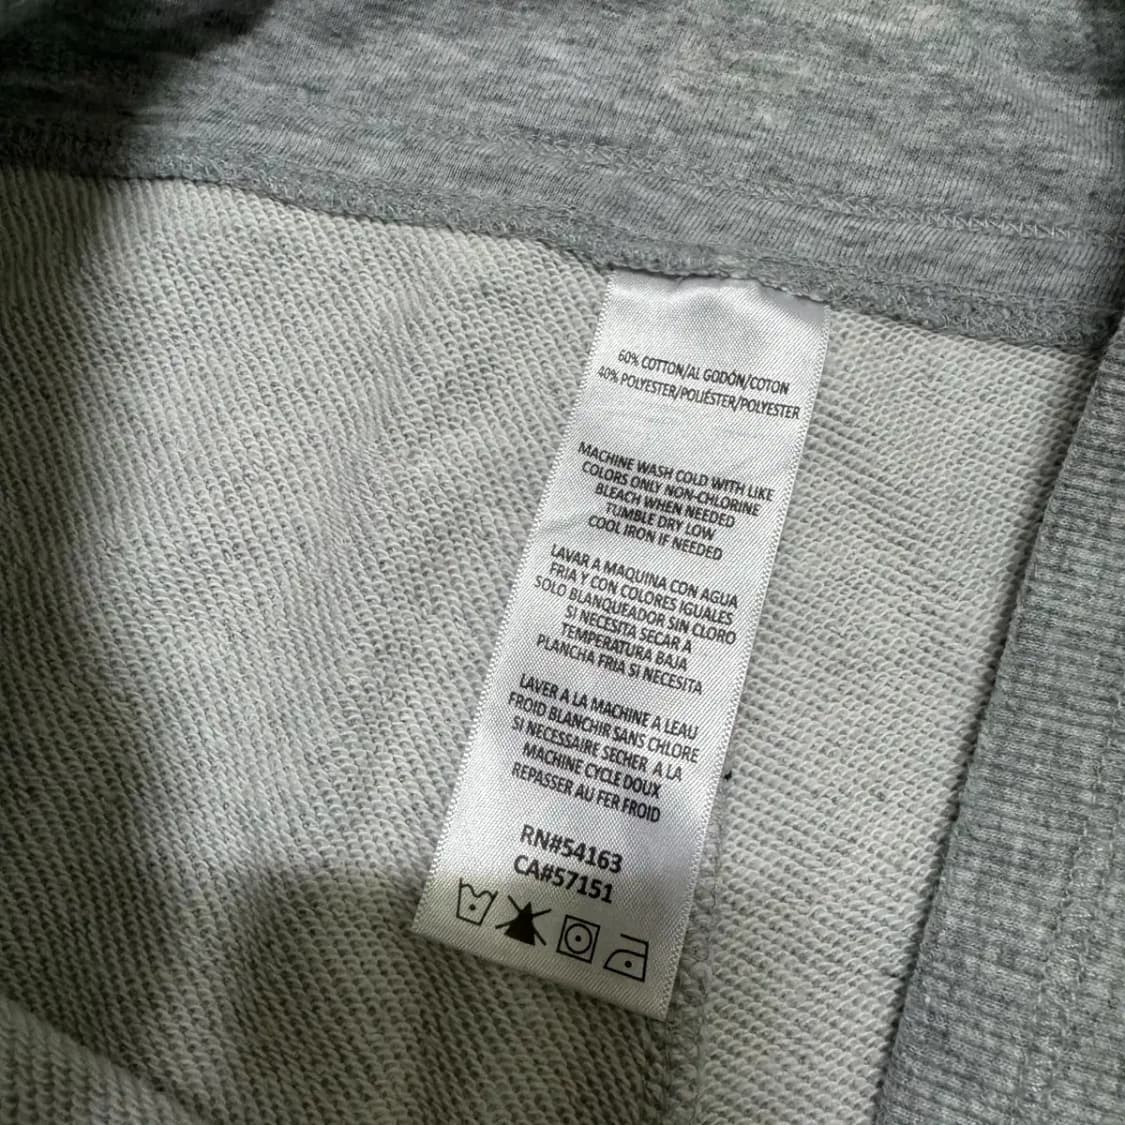 60% COTTON/AL GODÓN/COTON
40% POLYESTER/POLIÉSTER/POLYESTER
MACHINE WASH COLD WITH LIKE
COLORS ONLY NON-CHLORINE
BLEACH WHEN NEEDED
TUMBLE DRY LOW
COOL IRON IF NEEDED
LAVAR A MAQUINA CON AGUA
FRIA Y CON COLORES IGUALES
SOLO BLANQUEADOR SIN CLORO
SI NECESITA SECAR A
TEMPERATURA BAJA
PLANCHA FRIA SI NECESITA
LAVER A LA MACHINE A LEAU
FROID BLANCHIR SANS CHLORE
SI NECESSAIRE SECHER A LA
MACHINE CYCLE DOUX
REPASSER AU FER FROID
RN#54163
CA#57151